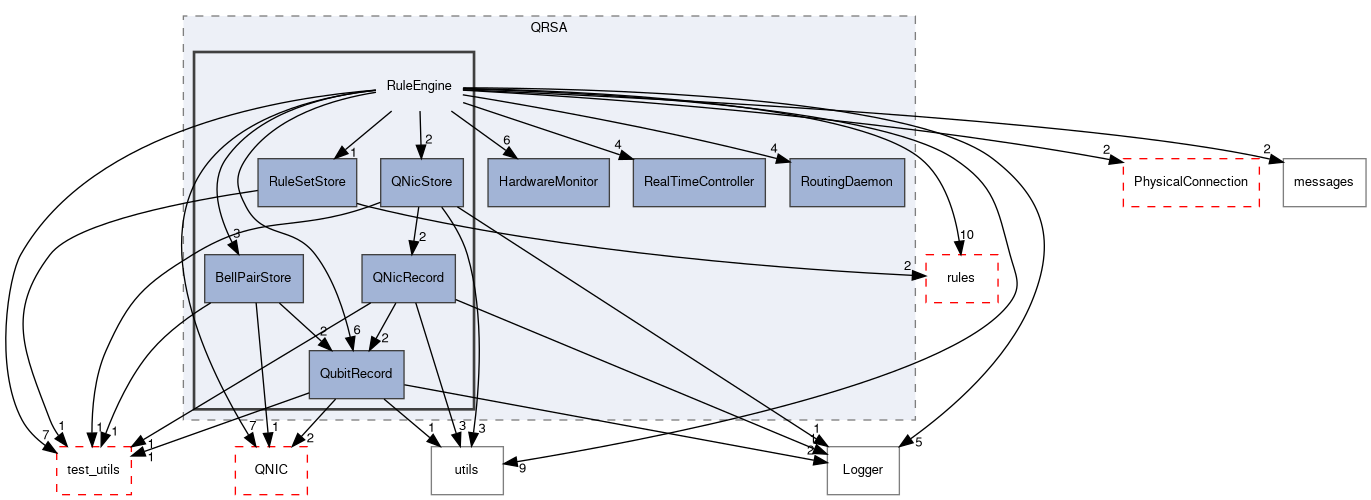 QRSA
RuleEngine
6
2
1
4
4
2
2
RuleSetStore
QNicStore
HardwareMonitor
RealTimeController
RoutingDaemon
PhysicalConnection
messages
3
2
10
2
BellPairStore
QNicRecord
rules
2
6
2
QubitRecord
7
1
1
1
1
1
7
1
2
1
3
3
9
1
1
2
5
test_utils
QNIC
utils
Logger